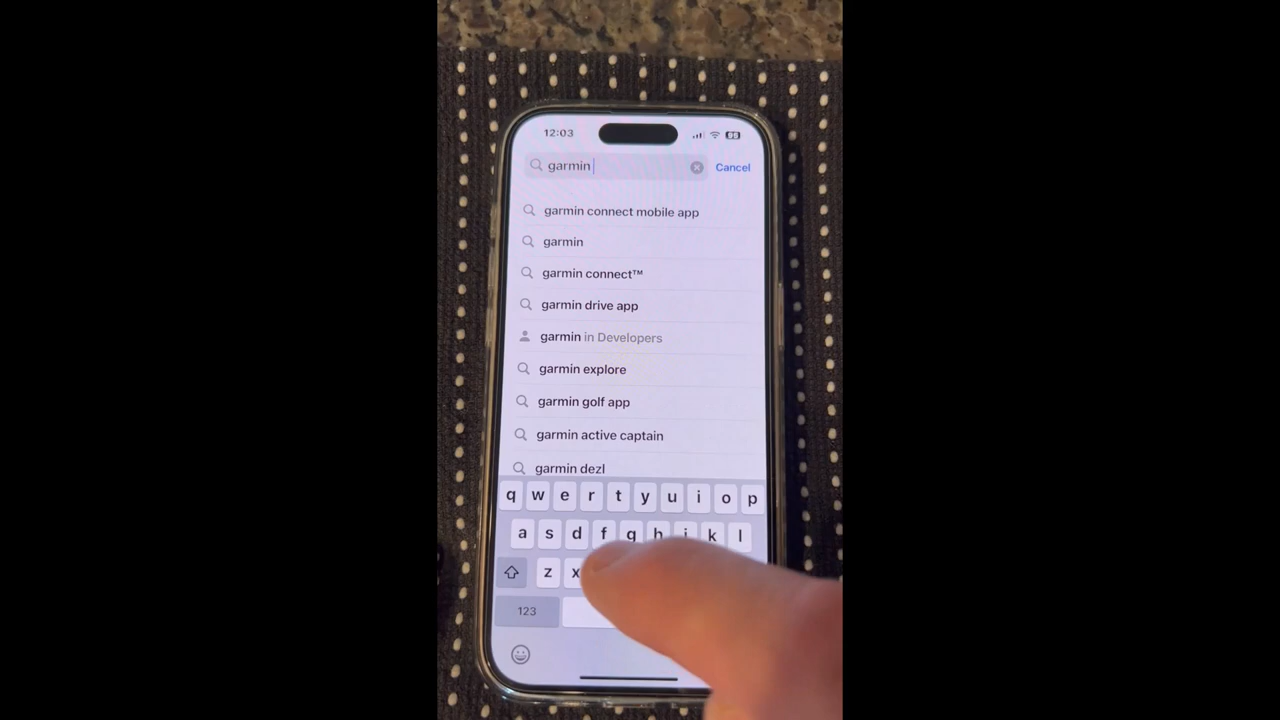 12:03
garmin
Cancel
garmin connect mobile app
garmin
garmin connect™
garmin drive app
garmin in Developers
garmin explore
garmin golf app
garmin active captain
garmin dezl
q w e r t y u i o p
a s d f g h j k l
z x
123